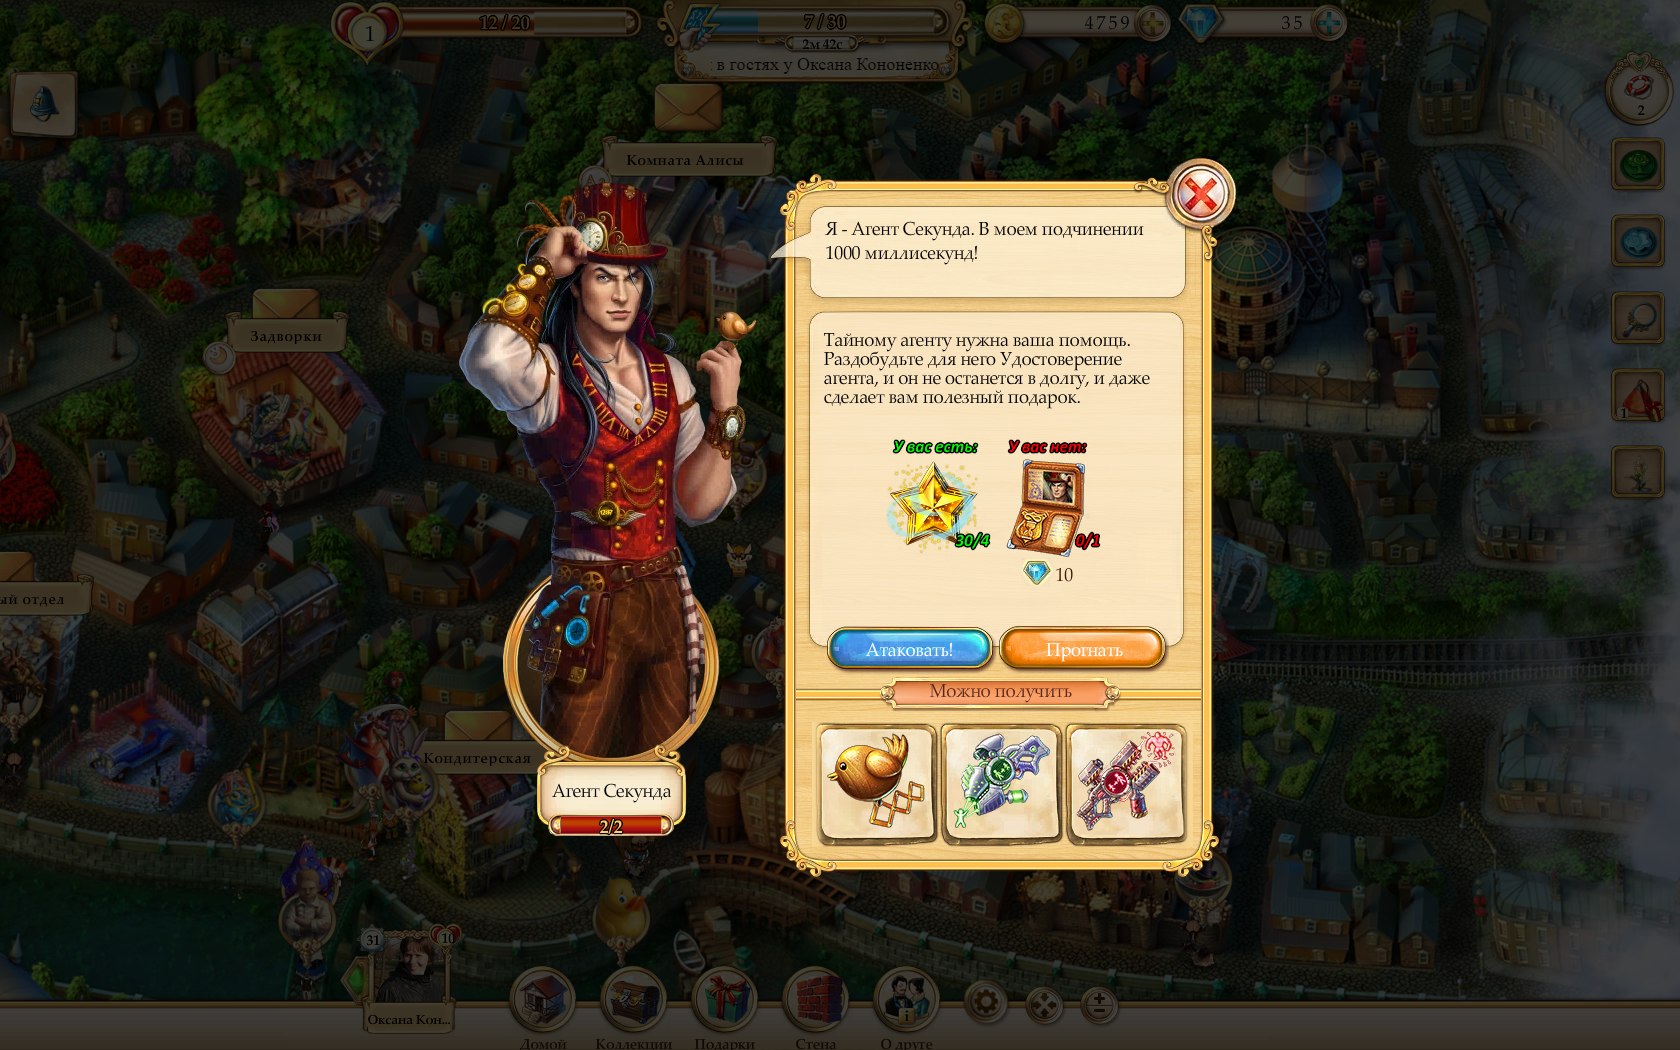 1
12 / 20
7 / 30
2м 42с
в гостях у Оксана Кононенко
4759
35
2
Комната Алисы
Задворки
ый отдел
Кондитерская
Я - Агент Секунда. В моем подчинении
1000 миллисекунд!
Тайному агенту нужна ваша помощь.
Раздобудьте для него Удостоверение
агента, и он не останется в долгу, и даже
сделает вам полезный подарок.
У вас есть:
У вас нет:
30/4
0/1
10
Атаковать!
Прогнать
Можно получить
Агент Секунда
2/2
1
31
10
Оксана Кон...
Домой
Коллекции
Подарки
Стена
О друге